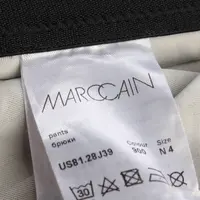 MARCCAIN
pants
брюки
Colour Size
900 N 4
US81.28J39
30